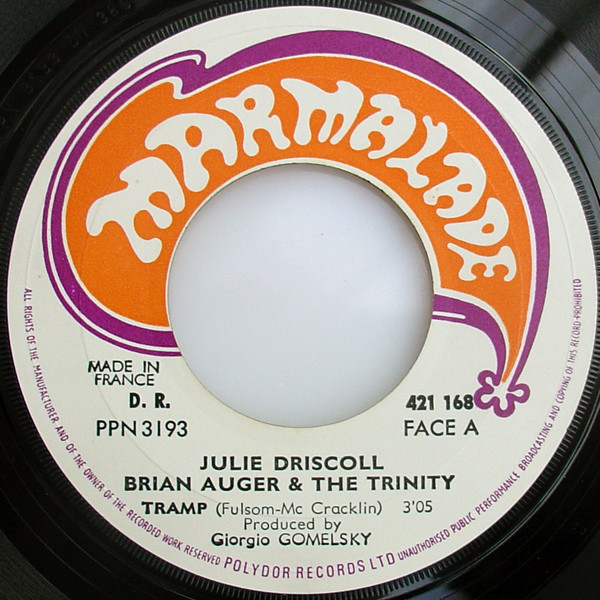 MARMALADE
MADE IN
FRANCE
D. R.
PPN 3193
421 168
FACE A
JULIE DRISCOLL
BRIAN AUGER & THE TRINITY
TRAMP (Fulsom-Mc Cracklin) 3'05
Produced by
Giorgio GOMELSKY
ALL RIGHTS OF THE MANUFACTURER AND OF THE OWNER OF THE RECORDED WORK RESERVED POLYDOR RECORDS LTD UNAUTHORISED PUBLIC PERFORMANCE BROADCASTING AND COPYING OF THIS RECORD PROHIBITED